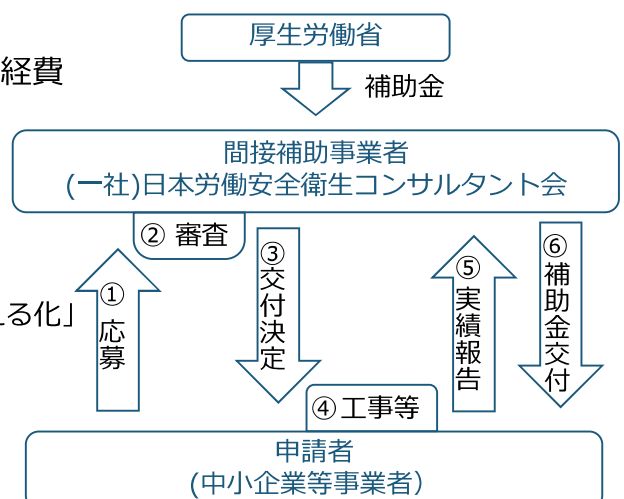 厚生労働省
経費
補助金
間接補助事業者
(一社)日本労働安全衛生コンサルタント会
② 審査
①応募
③交付決定
⑤実績報告
⑥補助金交付
える化」
④工事等
申請者
(中小企業等事業者）